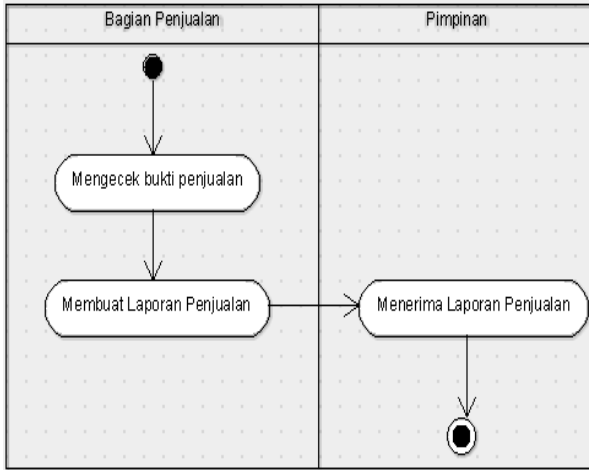 Bagian Penjualan
Pimpinan
Mengecek bukti penjualan
Membuat Laporan Penjualan
Menerima Laporan Penjualan